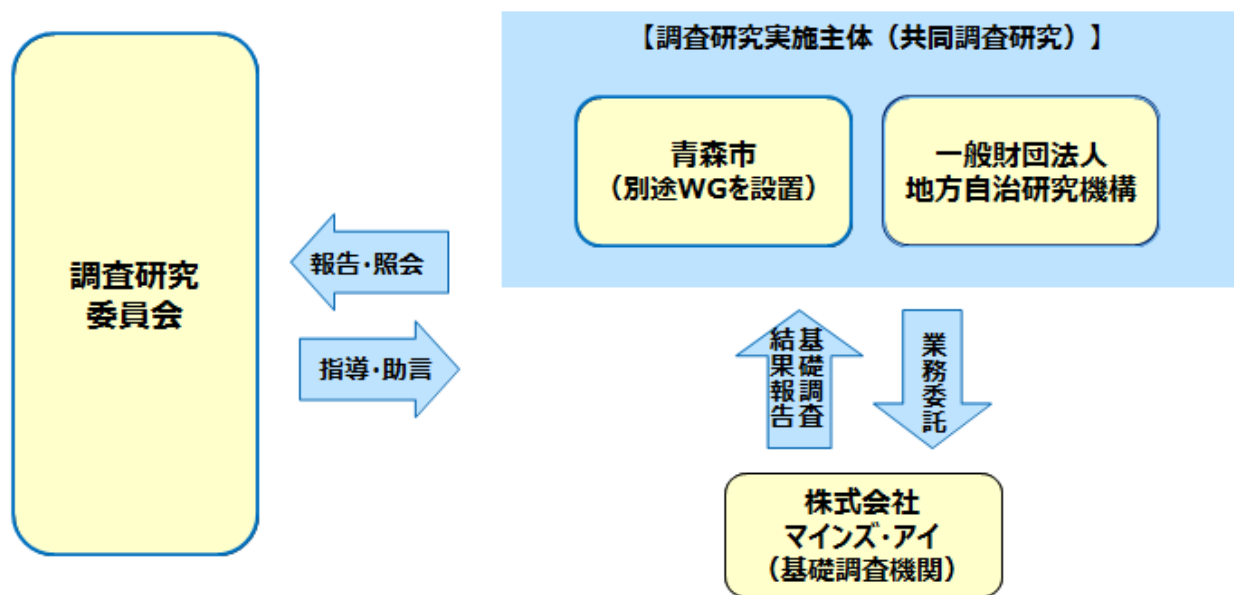 【調査研究実施主体（共同調査研究）】
青森市
（別途WGを設置）
一般財団法人
地方自治研究機構
調査研究
委員会
報告・照会
指導・助言
基礎調査
結果報告
業務委託
株式会社
マインズ・アイ
（基礎調査機関）